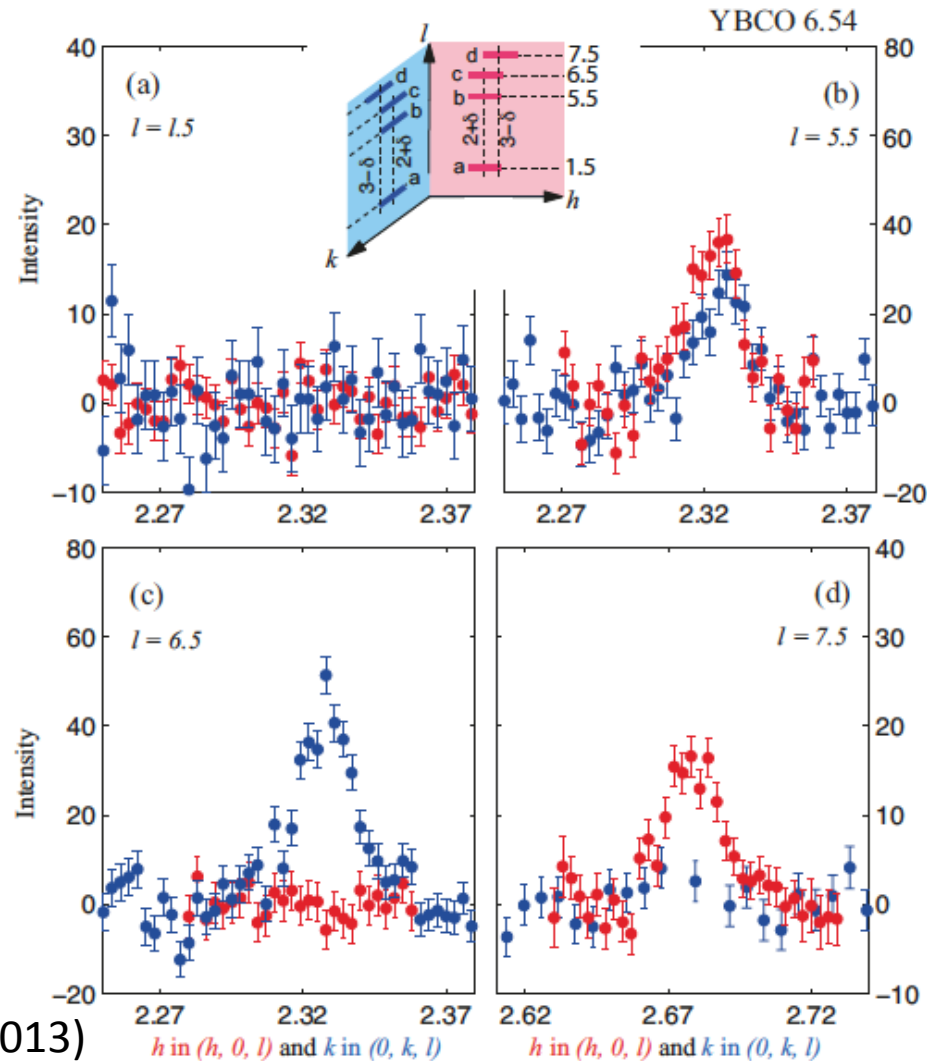 YBCO 6.54
40
30
20
10
0
−10
Intensity
(a)
l = l.5
2.27 2.32 2.37
l
h
k
d
c
b
a
3−δ
2+δ
d
c
b
a
2+δ
3−δ
7.5
6.5
5.5
1.5
(b)
l = 5.5
80
60
40
20
0
−20
2.27 2.32 2.37
80
60
40
20
0
−20
Intensity
(c)
l = 6.5
2.27 2.32 2.37
h in (h, 0, l) and k in (0, k, l)
(d)
l = 7.5
40
30
20
10
0
−10
2.62 2.67 2.72
h in (h, 0, l) and k in (0, k, l)
013)